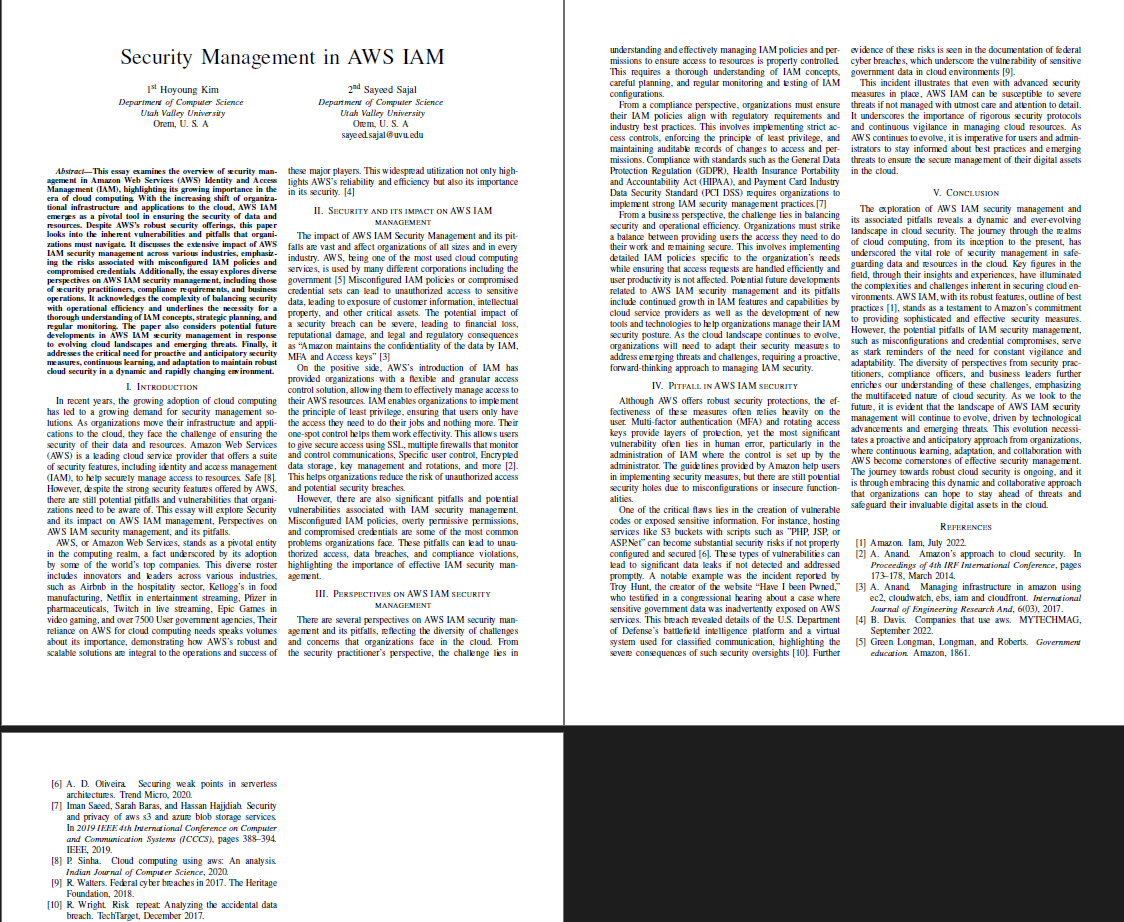 Security Management in AWS IAM
1st Hoyoung Kim
Department of Computer Science
Utah Valley University
Orem, U. S. A
2nd Sayeed Sajal
Department of Computer Science
Utah Valley University
Orem, U. S. A
sayeed.sajal@uvu.edu
Abstract—This essay examines the overview of security man-
agement in Amazon Web Services (AWS) Identity and Access
Management (IAM), highlighting its growing importance in the
era of cloud computing. With the increasing shift of organiza-
tional infrastructure and applications to the cloud, AWS IAM
emerges as a pivotal tool in ensuring the security of data and
resources. Despite AWS's robust security offerings, this paper
looks into the inherent vulnerabilities and pitfalls that organi-
zations must navigate. It discusses the extensive impact of AWS
IAM security management across various industries, emphasiz-
ing the risks associated with misconfigured IAM policies and
compromised credentials. Additionally, the essay explores diverse
perspectives on AWS IAM security management, including those
of security practitioners, compliance requirements, and business
operations. It acknowledges the complexity of balancing security
with operational efficiency and underlines the necessity for a
thorough understanding of IAM concepts, strategic planning, and
regular monitoring. The paper also considers potential future
developments in AWS IAM security management in response
to evolving cloud landscapes and emerging threats. Finally, it
addresses the critical need for proactive and anticipatory security
measures, continuous learning, and adaptation to maintain robust
cloud security in a dynamic and rapidly changing environment.
I. Introduction
In recent years, the growing adoption of cloud computing
has led to a growing demand for security management so-
lutions. As organizations move their infrastructure and appli-
cations to the cloud, they face the challenge of ensuring the
security of their data and resources. Amazon Web Services
(AWS) is a leading cloud service provider that offers a suite
of security features, including identity and access management
(IAM), to help securely manage access to resources. Safe [8].
However, despite the strong security features offered by AWS,
there are still potential pitfalls and vulnerabilities that organi-
zations need to be aware of. This essay will explore Security
and its impact on AWS IAM management, Perspectives on
AWS IAM security management, and its pitfalls.
AWS, or Amazon Web Services, stands as a pivotal entity
in the computing realm, a fact underscored by its adoption
by some of the world's top companies. This diverse roster
includes innovators and leaders across various industries,
such as Airbnb in the hospitality sector, Kellogg's in food
manufacturing, Netflix in entertainment streaming, Pfizer in
pharmaceuticals, Twitch in live streaming, Epic Games in
video gaming, and over 7500 User government agencies, Their
reliance on AWS for cloud computing needs speaks volumes
about its importance, demonstrating how AWS's robust and
scalable solutions are integral to the operations and success of
these major players. This widespread utilization not only high-
lights AWS's reliability and efficiency but also its importance
in its security. [4]
II. Security and its impact on AWS IAM
management
The impact of AWS IAM Security Management and its pit-
falls are vast and affect organizations of all sizes and in every
industry. AWS, being one of the most used cloud computing
services, is used by many different corporations including the
government [5] Misconfigured IAM policies or compromised
credential sets can lead to unauthorized access to sensitive
data, leading to exposure of customer information, intellectual
property, and other critical assets. The potential impact of
a security breach can be severe, leading to financial loss,
reputational damage, and legal and regulatory consequences
as “Amazon maintains the confidentiality of the data by IAM,
MFA and Access keys” [3]
On the positive side, AWS's introduction of IAM has
provided organizations with a flexible and granular access
control solution, allowing them to effectively manage access to
their AWS resources. IAM enables organizations to implement
the principle of least privilege, ensuring that users only have
the access they need to do their jobs and nothing more. Their
one-spot control helps them work effectivity. This allows users
to give secure access using SSL, multiple firewalls that monitor
and control communications, Specific user control, Encrypted
data storage, key management and rotations, and more [2].
This helps organizations reduce the risk of unauthorized access
and potential security breaches.
However, there are also significant pitfalls and potential
vulnerabilities associated with IAM security management.
Misconfigured IAM policies, overly permissive permissions,
and compromised credentials are some of the most common
problems organizations face. These pitfalls can lead to unau-
thorized access, data breaches, and compliance violations,
highlighting the importance of effective IAM security man-
agement.
III. Perspectives on AWS IAM security
management
There are several perspectives on AWS IAM security man-
agement and its pitfalls, reflecting the diversity of challenges
and concerns that organizations face in the cloud. From
the security practitioner's perspective, the challenge lies in
understanding and effectively managing IAM policies and per-
missions to ensure access to resources is properly controlled.
This requires a thorough understanding of IAM concepts,
careful planning, and regular monitoring and testing of IAM
configurations.
From a compliance perspective, organizations must ensure
their IAM policies align with regulatory requirements and
industry best practices. This involves implementing strict ac-
cess controls, enforcing the principle of least privilege, and
maintaining auditable records of changes to access and per-
missions. Compliance with standards such as the General Data
Protection Regulation (GDPR), Health Insurance Portability
and Accountability Act (HIPAA), and Payment Card Industry
Data Security Standard (PCI DSS) requires organizations to
implement strong IAM security management practices.[7]
From a business perspective, the challenge lies in balancing
security and operational efficiency. Organizations must strike
a balance between providing users the access they need to do
their work and remaining secure. This involves implementing
detailed IAM policies specific to the organization's needs
while ensuring that access requests are handled efficiently and
user productivity is not affected. Potential future developments
related to AWS IAM security management and its pitfalls
include continued growth in IAM features and capabilities by
cloud service providers as well as the development of new
tools and technologies to help organizations manage their IAM
security posture. As the cloud landscape continues to evolve,
organizations will need to adapt their security measures to
address emerging threats and challenges, requiring a proactive,
forward-thinking approach to managing IAM security.
IV. Pitfall in AWS IAM security
Although AWS offers robust security protections, the ef-
fectiveness of these measures often relies heavily on the
user. Multi-factor authentication (MFA) and rotating access
keys provide layers of protection, yet the most significant
vulnerability often lies in human error, particularly in the
administration of IAM where the control is set up by the
administrator. The guidelines provided by Amazon help users
in implementing security measures, but there are still potential
security holes due to misconfigurations or insecure function-
alities.
One of the critical flaws lies in the creation of vulnerable
codes or exposed sensitive information. For instance, hosting
services like S3 buckets with scripts such as ”PHP, JSP, or
ASP.Net” can become substantial security risks if not properly
configured and secured [6]. These types of vulnerabilities can
lead to significant data leaks if not detected and addressed
promptly. A notable example was the incident reported by
Troy Hunt, the creator of the website “Have I been Pwned,”
who testified in a congressional hearing about a case where
sensitive government data was inadvertently exposed on AWS
services. This breach revealed details of the U.S. Department
of Defense's battlefield intelligence platform and a virtual
system used for classified communication, highlighting the
severe consequences of such security oversights [10]. Further
evidence of these risks is seen in the documentation of federal
cyber breaches, which underscore the vulnerability of sensitive
government data in cloud environments [9].
This incident illustrates that even with advanced security
measures in place, AWS IAM can be susceptible to severe
threats if not managed with utmost care and attention to detail.
It underscores the importance of rigorous security protocols
and continuous vigilance in managing cloud resources. As
AWS continues to evolve, it is imperative for users and admin-
istrators to stay informed about best practices and emerging
threats to ensure the secure management of their digital assets
in the cloud.
V. Conclusion
The exploration of AWS IAM security management and
its associated pitfalls reveals a dynamic and ever-evolving
landscape in cloud security. The journey through the realms
of cloud computing, from its inception to the present, has
underscored the vital role of security management in safe-
guarding data and resources in the cloud. Key figures in the
field, through their insights and experiences, have illuminated
the complexities and challenges inherent in securing cloud en-
vironments. AWS IAM, with its robust features, outline of best
practices [1], stands as a testament to Amazon's commitment
to providing sophisticated and effective security measures.
However, the potential pitfalls of IAM security management,
such as misconfigurations and credential compromises, serve
as stark reminders of the need for constant vigilance and
adaptability. The diversity of perspectives from security prac-
titioners, compliance officers, and business leaders further
enriches our understanding of these challenges, emphasizing
the multifaceted nature of cloud security. As we look to the
future, it is evident that the landscape of AWS IAM security
management will continue to evolve, driven by technological
advancements and emerging threats. This evolution necessi-
tates a proactive and anticipatory approach from organizations,
where continuous learning, adaptation, and collaboration with
AWS become cornerstones of effective security management.
The journey towards robust cloud security is ongoing, and it
is through embracing this dynamic and collaborative approach
that organizations can hope to stay ahead of threats and
safeguard their invaluable digital assets in the cloud.
References
[1] Amazon. Iam, July 2022.
[2] A. Anand. Amazon's approach to cloud security. In
Proceedings of 4th IRF International Conference, pages
173–178, March 2014.
[3] A. Anand. Managing infrastructure in amazon using
ec2, cloudwatch, ebs, iam and cloudfront. International
Journal of Engineering Research And, 6(03), 2017.
[4] B. Davis. Companies that use aws. MYTECHMAG,
September 2022.
[5] Green Longman, Longman, and Roberts. Government
education. Amazon, 1861.
[6] A. D. Oliveira. Securing weak points in serverless
architectures. Trend Micro, 2020.
[7] Iman Saeed, Sarah Baras, and Hassan Hajjdiab. Security
and privacy of aws s3 and azure blob storage services.
In 2019 IEEE 4th International Conference on Computer
and Communication Systems (ICCCS), pages 388–394.
IEEE, 2019.
[8] P. Sinha. Cloud computing using aws: An analysis.
Indian Journal of Computer Science, 2020.
[9] R. Walters. Federal cyber breaches in 2017. The Heritage
Foundation, 2018.
[10] R. Wright. Risk repeat: Analyzing the accidental data
breach. TechTarget, December 2017.